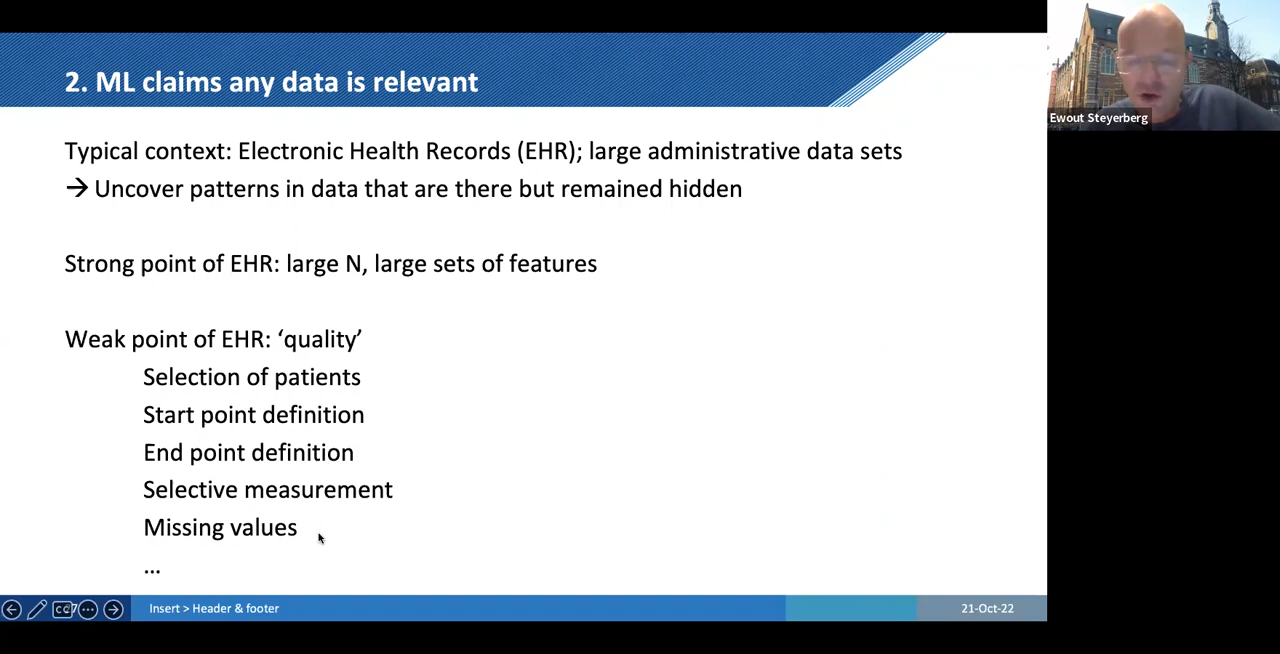 2. ML claims any data is relevant
Ewout Steyerberg
Typical context: Electronic Health Records (EHR); large administrative data sets
→ Uncover patterns in data that are there but remained hidden
Strong point of EHR: large N, large sets of features
Weak point of EHR: ‘quality’
Selection of patients
Start point definition
End point definition
Selective measurement
Missing values
...
Insert > Header & footer
21-Oct-22